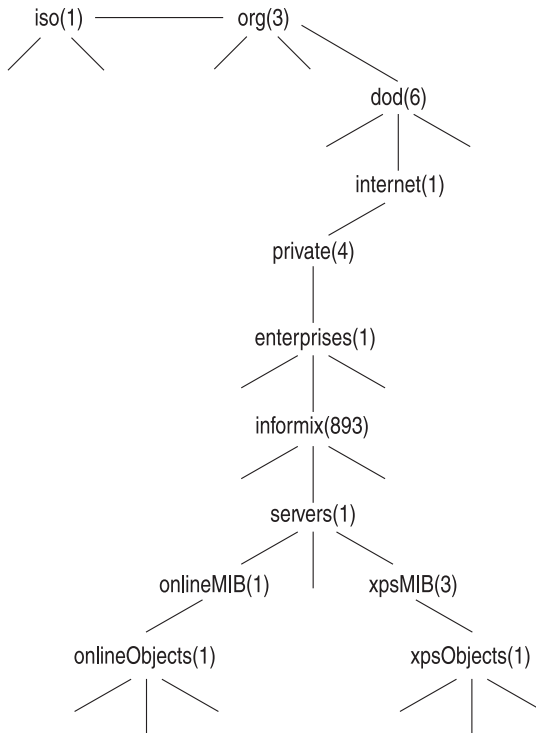 iso(1) org(3)
dod(6)
internet(1)
private(4)
enterprises(1)
informix(893)
servers(1)
onlineMIB(1) xpsMIB(3)
onlineObjects(1) xpsObjects(1)